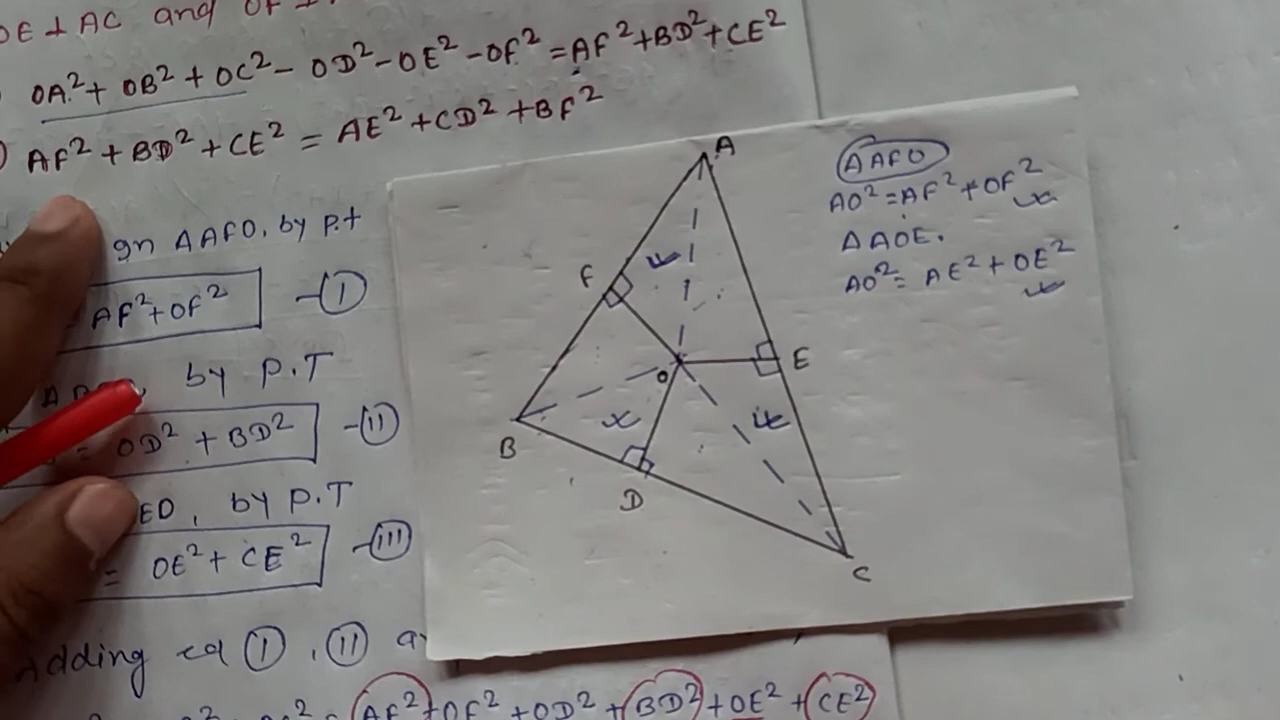 OE ⊥ AC and OF ⊥
OA² + OB² + OC² - OD² - OE² - OF² = AF² + BD² + CE²
) AF² + BD² + CE² = AE² + CD² + BF²
gn ΔAFO, by p.t
AF² + OF² -Ⓘ
by P.T
= OD² + BD² -(II)
EO, by P.T
= OE² + CE² -(III)
Adding eq (I), (II)
AF² + OF² + OD² + BD² + OE² + CE²
A
F
E
O
B
D
C
ΔAFO
AO² = AF² + OF²
ΔAOE.
AO² = AE² + OE²